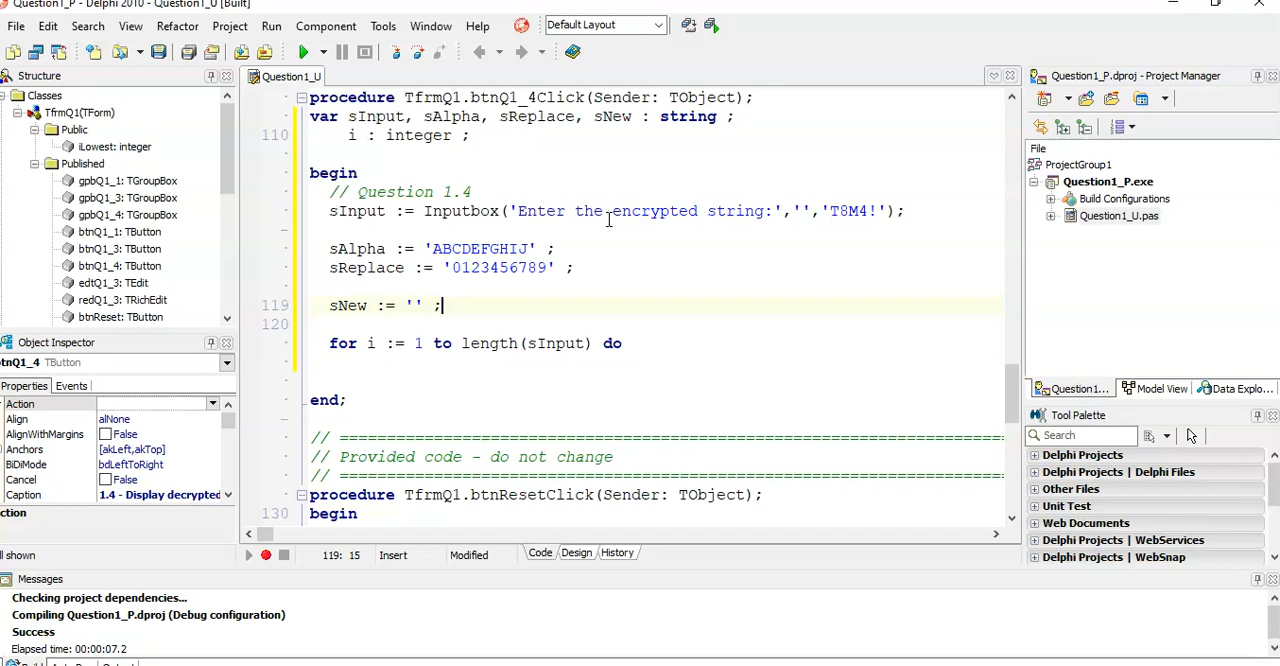 Question1_P - Delphi 2010 - Question1_U [Built]
File Edit Search View Refactor Project Run Component Tools Window Help Default Layout
Structure
Question1_U
Question1_P.dproj - Project Manager
Classes
TfrmQ1(TForm)
Public
iLowest: integer
Published
gpbQ1_1: TGroupBox
gpbQ1_3: TGroupBox
gpbQ1_4: TGroupBox
btnQ1_1: TButton
btnQ1_3: TButton
btnQ1_4: TButton
edtQ1_3: TEdit
redQ1_3: TRichEdit
btnReset: TButton
Object Inspector
btnQ1_4 TButton
Properties Events
Action
Align alNone
AlignWithMargins False
Anchors [akLeft,akTop]
BiDiMode bdLeftToRight
Cancel False
Caption 1.4 - Display decrypted
ction
ll shown
procedure TfrmQ1.btnQ1_4Click(Sender: TObject);
var sInput, sAlpha, sReplace, sNew : string ;
110 i : integer ;
begin
// Question 1.4
sInput := Inputbox('Enter the encrypted string:','','T8M4!');
sAlpha := 'ABCDEFGHIJ' ;
sReplace := '0123456789' ;
119 sNew := '' ;
120
for i := 1 to length(sInput) do
end;
// ======================================================================
// Provided code - do not change
// ======================================================================
procedure TfrmQ1.btnResetClick(Sender: TObject);
130 begin
119: 15 Insert Modified Code Design History
File
ProjectGroup1
Question1_P.exe
Build Configurations
Question1_U.pas
Question1... Model View Data Explo...
Tool Palette
Search
Delphi Projects
Delphi Projects | Delphi Files
Other Files
Unit Test
Web Documents
Delphi Projects | WebServices
Delphi Projects | WebSnap
Messages
Checking project dependencies...
Compiling Question1_P.dproj (Debug configuration)
Success
Elapsed time: 00:00:07.2